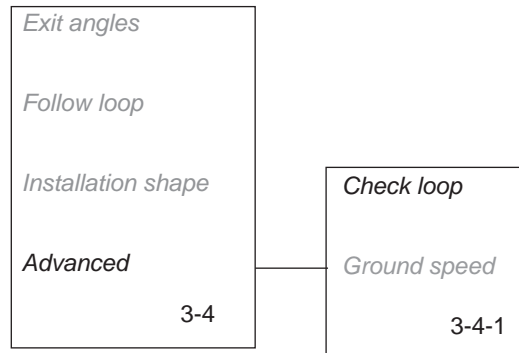 Exit angles
Follow loop
Installation shape
Advanced
3-4
Check loop
Ground speed
3-4-1